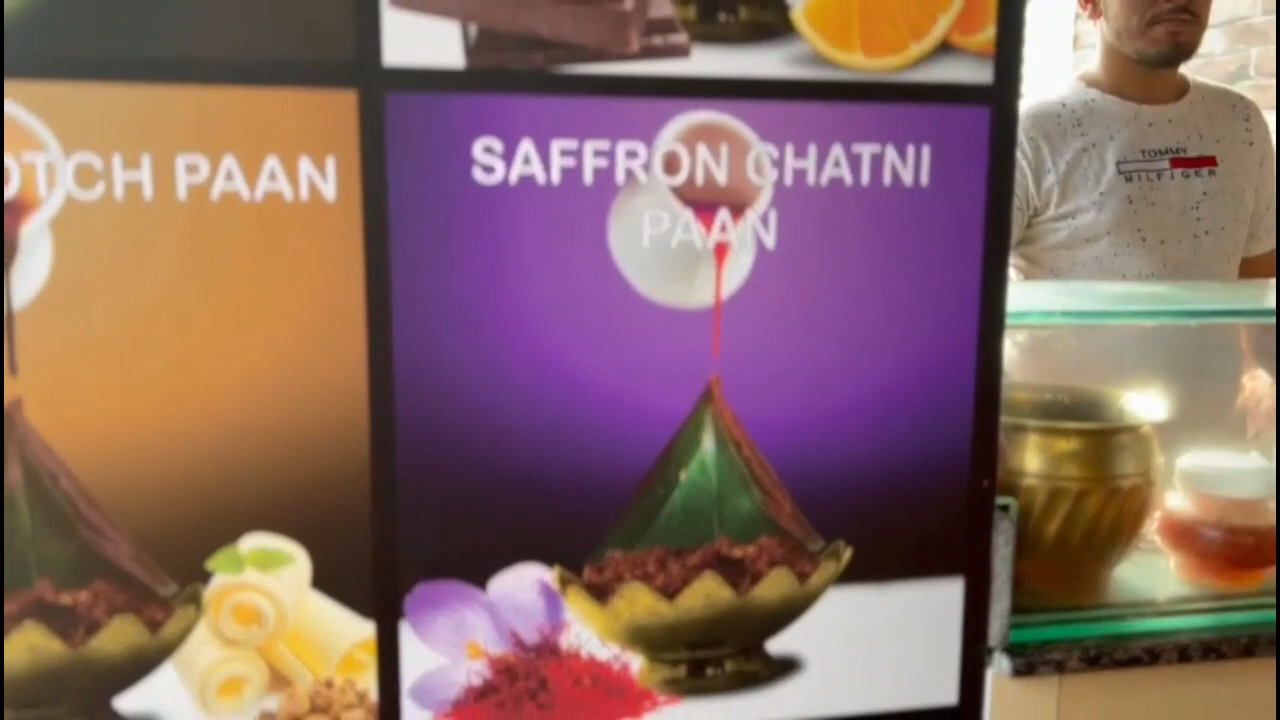 OTCH PAAN
SAFFRON CHATNI
PAAN
TOMMY
HILFIGER